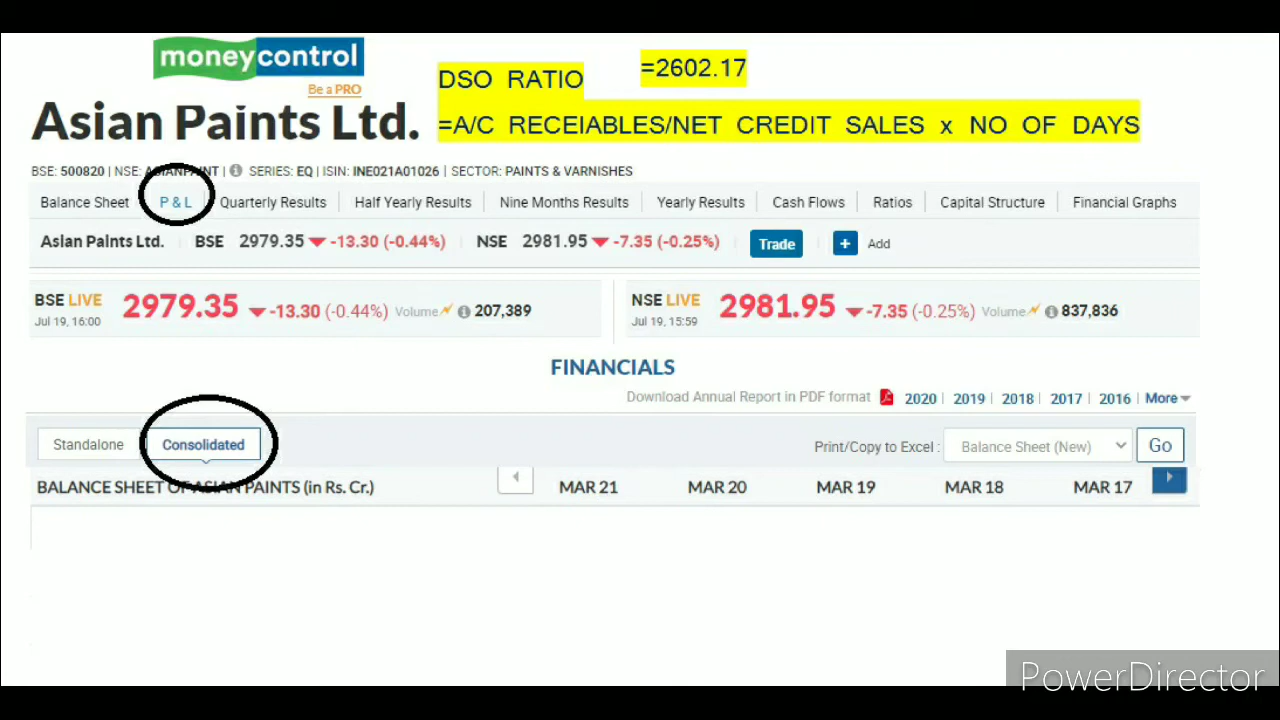 moneycontrol
Be a PRO
DSO RATIO =2602.17
=A/C RECEIABLES/NET CREDIT SALES x NO OF DAYS
Asian Paints Ltd.
BSE: 500820 | NSE: ASIANPAINT | SERIES: EQ | ISIN: INE021A01026 | SECTOR: PAINTS & VARNISHES
Balance Sheet P & L Quarterly Results Half Yearly Results Nine Months Results Yearly Results Cash Flows Ratios Capital Structure Financial Graphs
Asian Paints Ltd. BSE 2979.35 -13.30 (-0.44%) NSE 2981.95 -7.35 (-0.25%) Trade + Add
BSE LIVE 2979.35 -13.30 (-0.44%) Volume 207,389
Jul 19, 16:00
NSE LIVE 2981.95 -7.35 (-0.25%) Volume 837,836
Jul 19, 15:59
FINANCIALS
Download Annual Report in PDF format 2020 | 2019 | 2018 | 2017 | 2016 | More
Standalone Consolidated Print/Copy to Excel : Balance Sheet (New) Go
BALANCE SHEET OF ASIAN PAINTS (in Rs. Cr.) MAR 21 MAR 20 MAR 19 MAR 18 MAR 17
PowerDirector